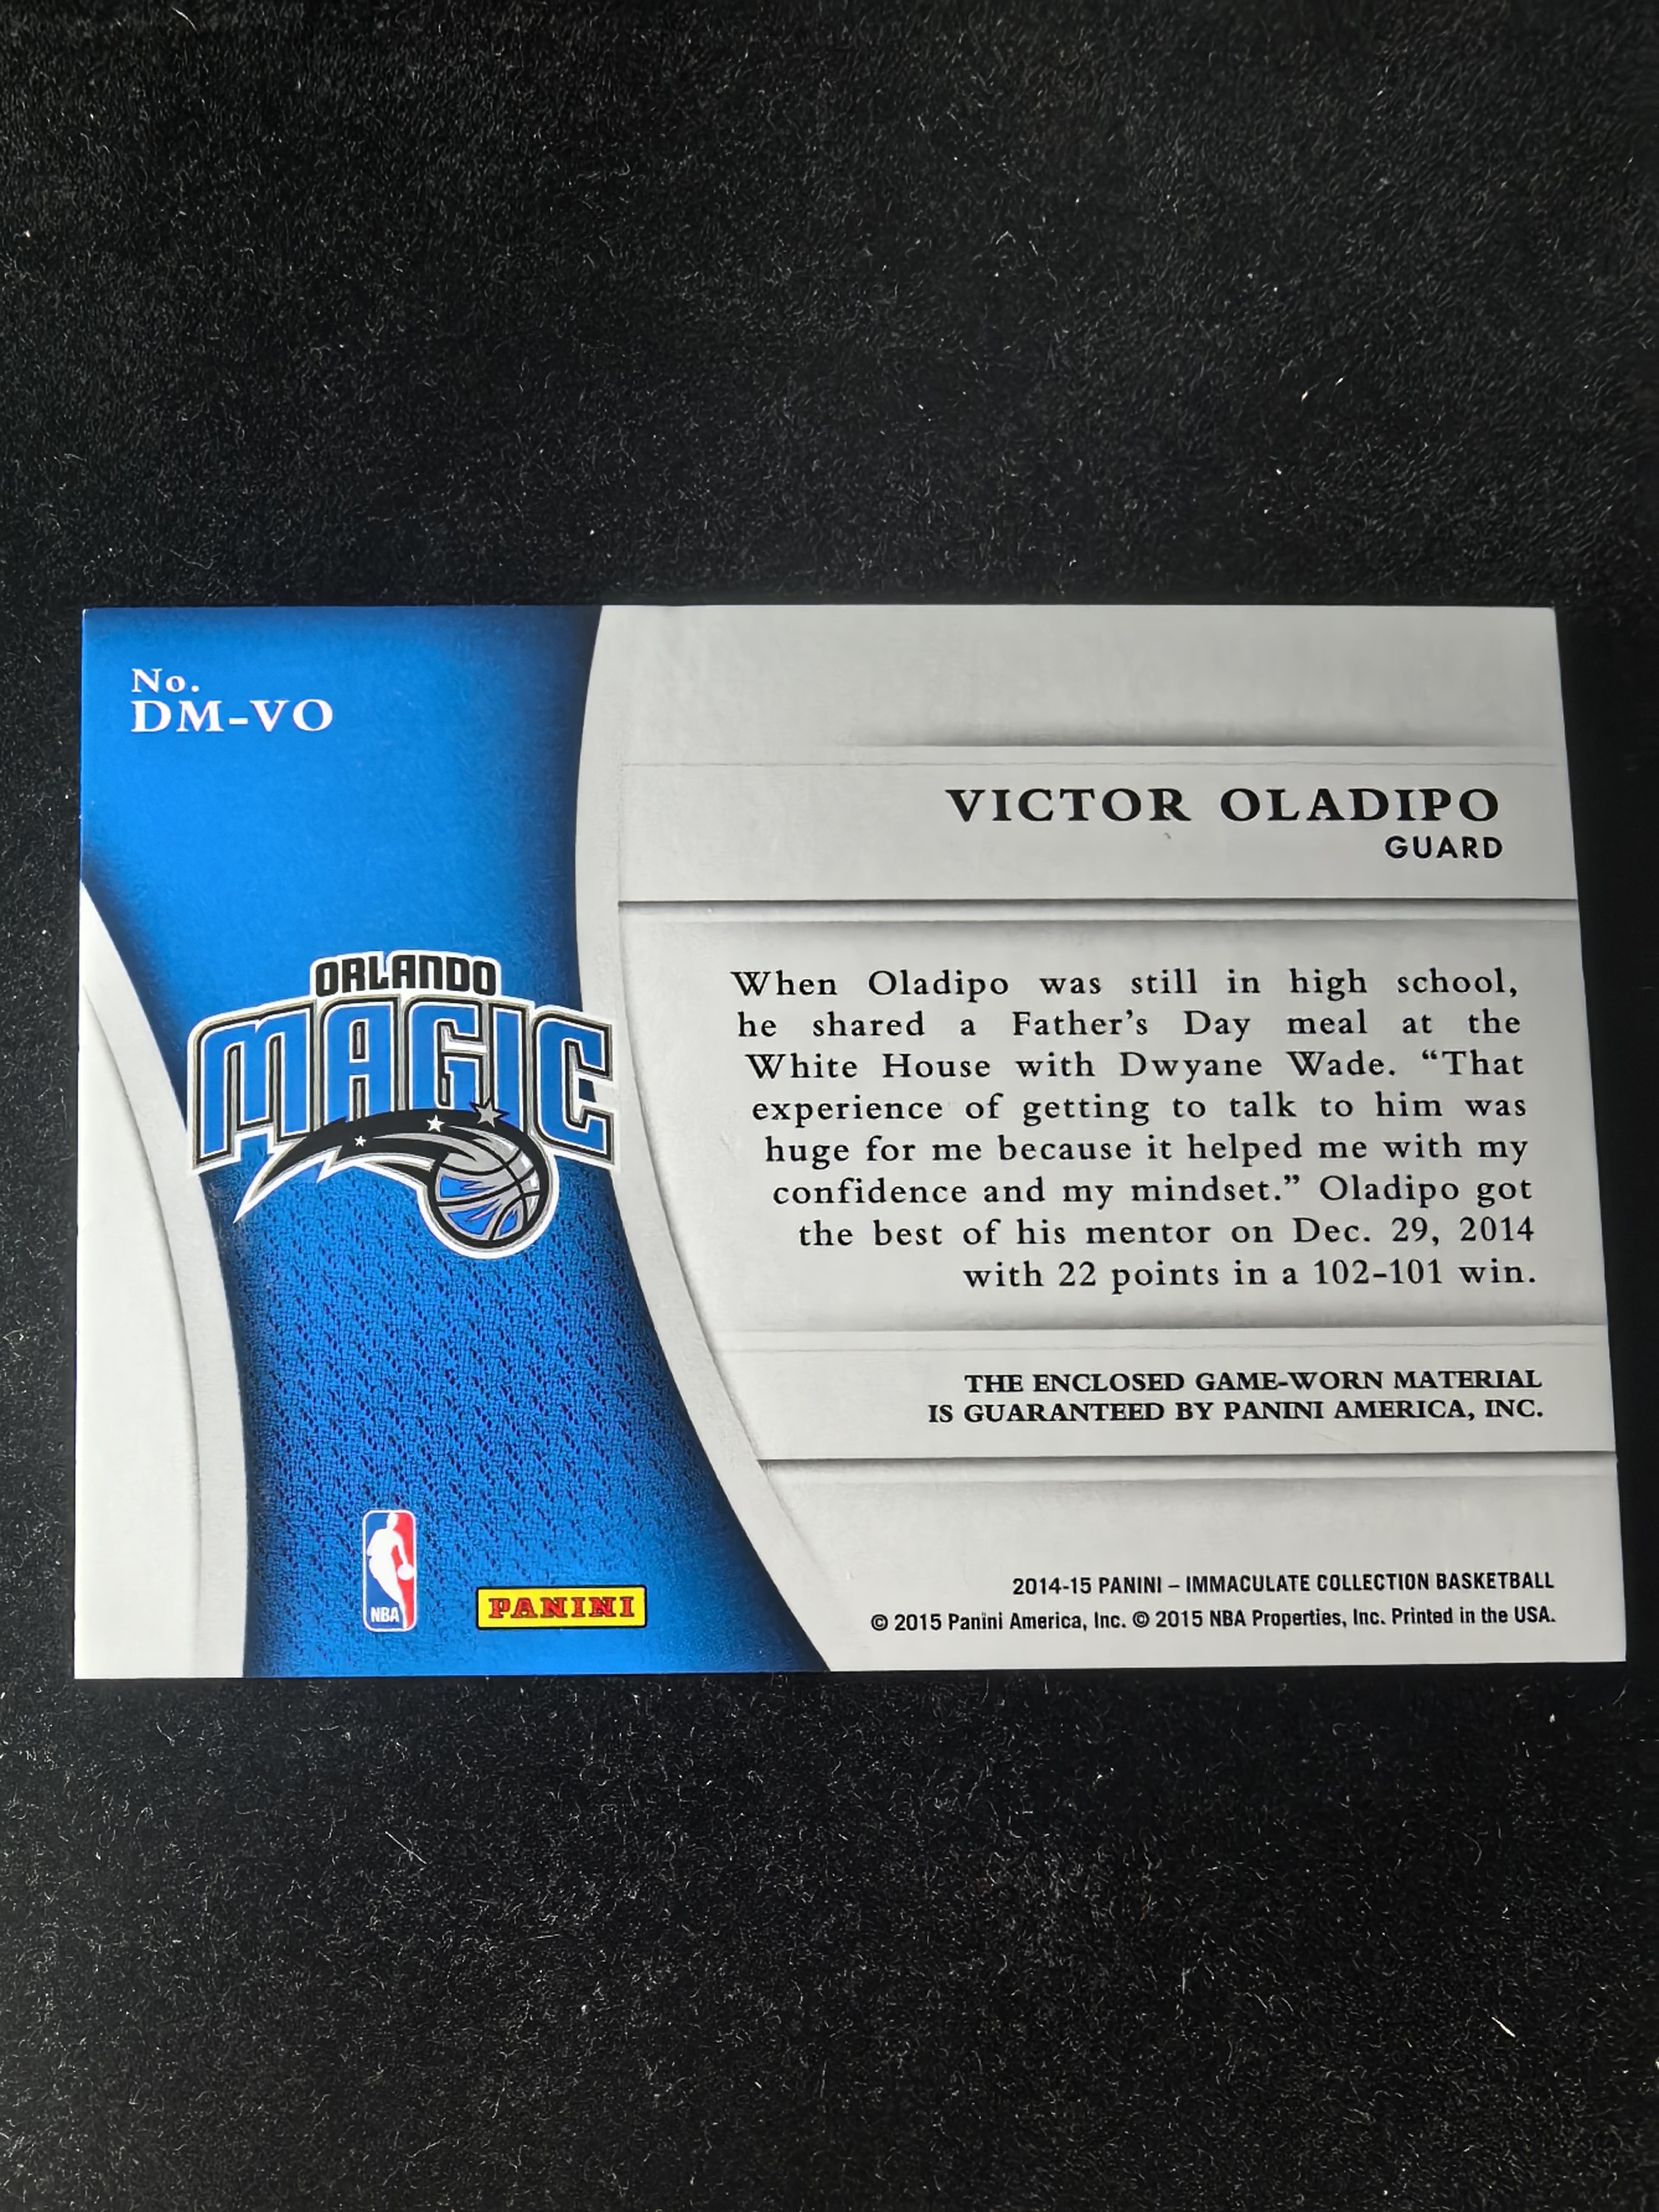 No.
DM-VO
VICTOR OLADIPO
GUARD
ORLANDO
MAGIC
When Oladipo was still in high school,
he shared a Father's Day meal at the
White House with Dwyane Wade. “That
experience of getting to talk to him was
huge for me because it helped me with my
confidence and my mindset.” Oladipo got
the best of his mentor on Dec. 29, 2014
with 22 points in a 102-101 win.
THE ENCLOSED GAME-WORN MATERIAL
IS GUARANTEED BY PANINI AMERICA, INC.
NBA
PANINI
2014-15 PANINI – IMMACULATE COLLECTION BASKETBALL
© 2015 Panini America, Inc. © 2015 NBA Properties, Inc. Printed in the USA.